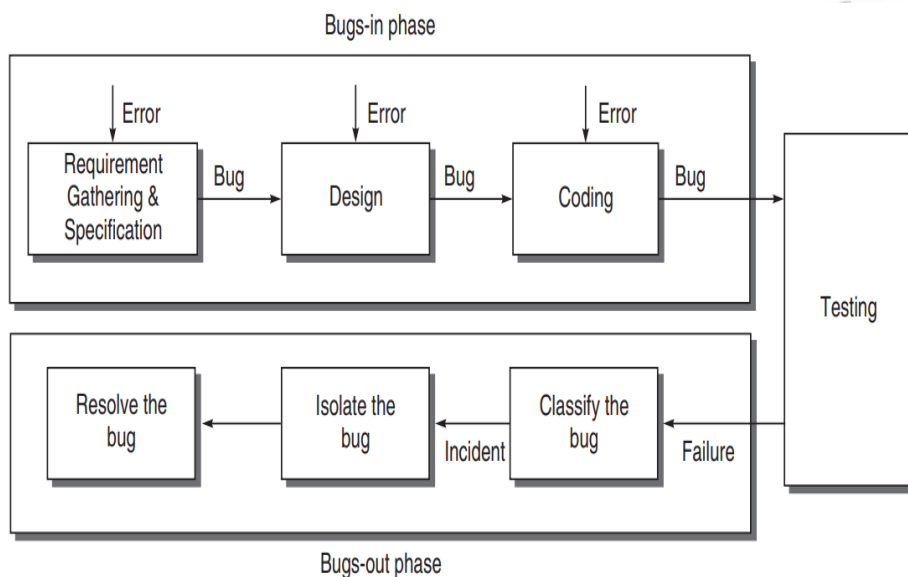 Bugs-in phase
Error
Error
Error
Requirement
Gathering &
Specification
Bug
Design
Bug
Coding
Bug
Testing
Resolve the
bug
Isolate the
bug
Incident
Classify the
bug
Failure
Bugs-out phase